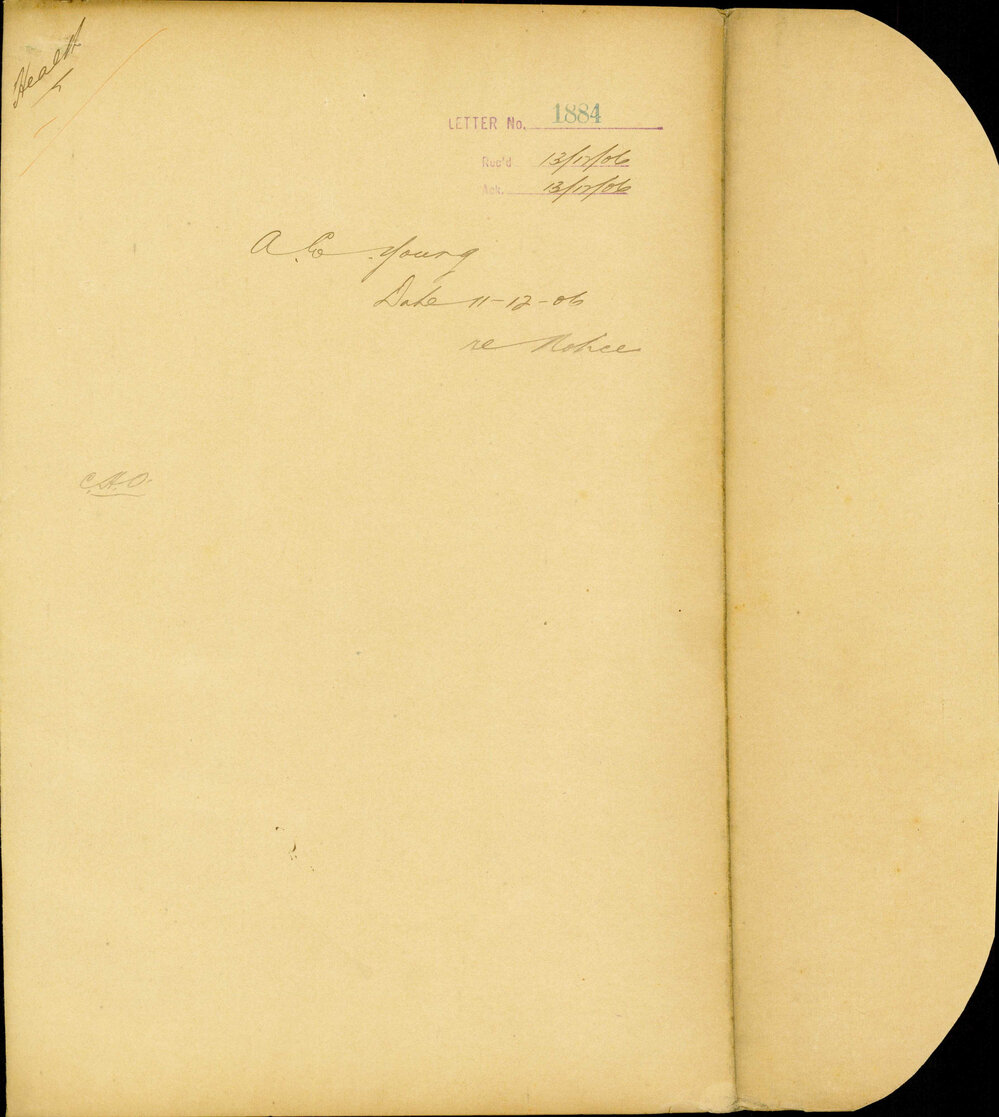 Health
LETTER No. 1884
Rec'd 13/12/06
Ack. 13/12/06
A. E. Young
Date 11-12-06
re Notice
C.H.O.